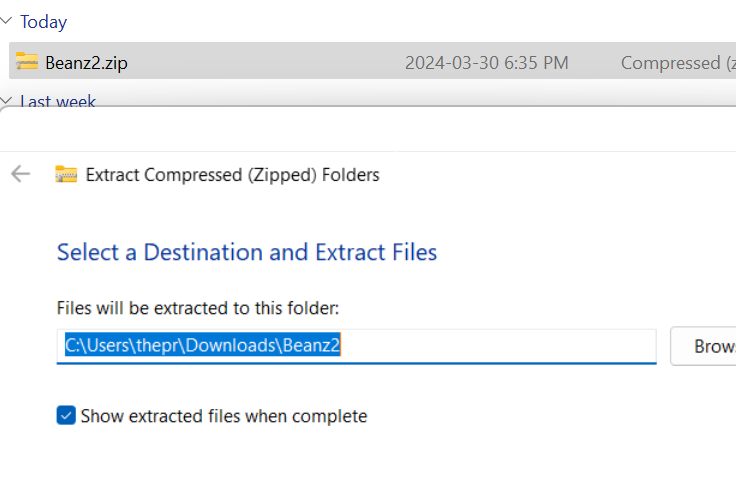 Today
Beanz2.zip 2024-03-30 6:35 PM Compressed (z
Last week
Extract Compressed (Zipped) Folders
Select a Destination and Extract Files
Files will be extracted to this folder:
C:\Users\thepr\Downloads\Beanz2 Brow
Show extracted files when complete